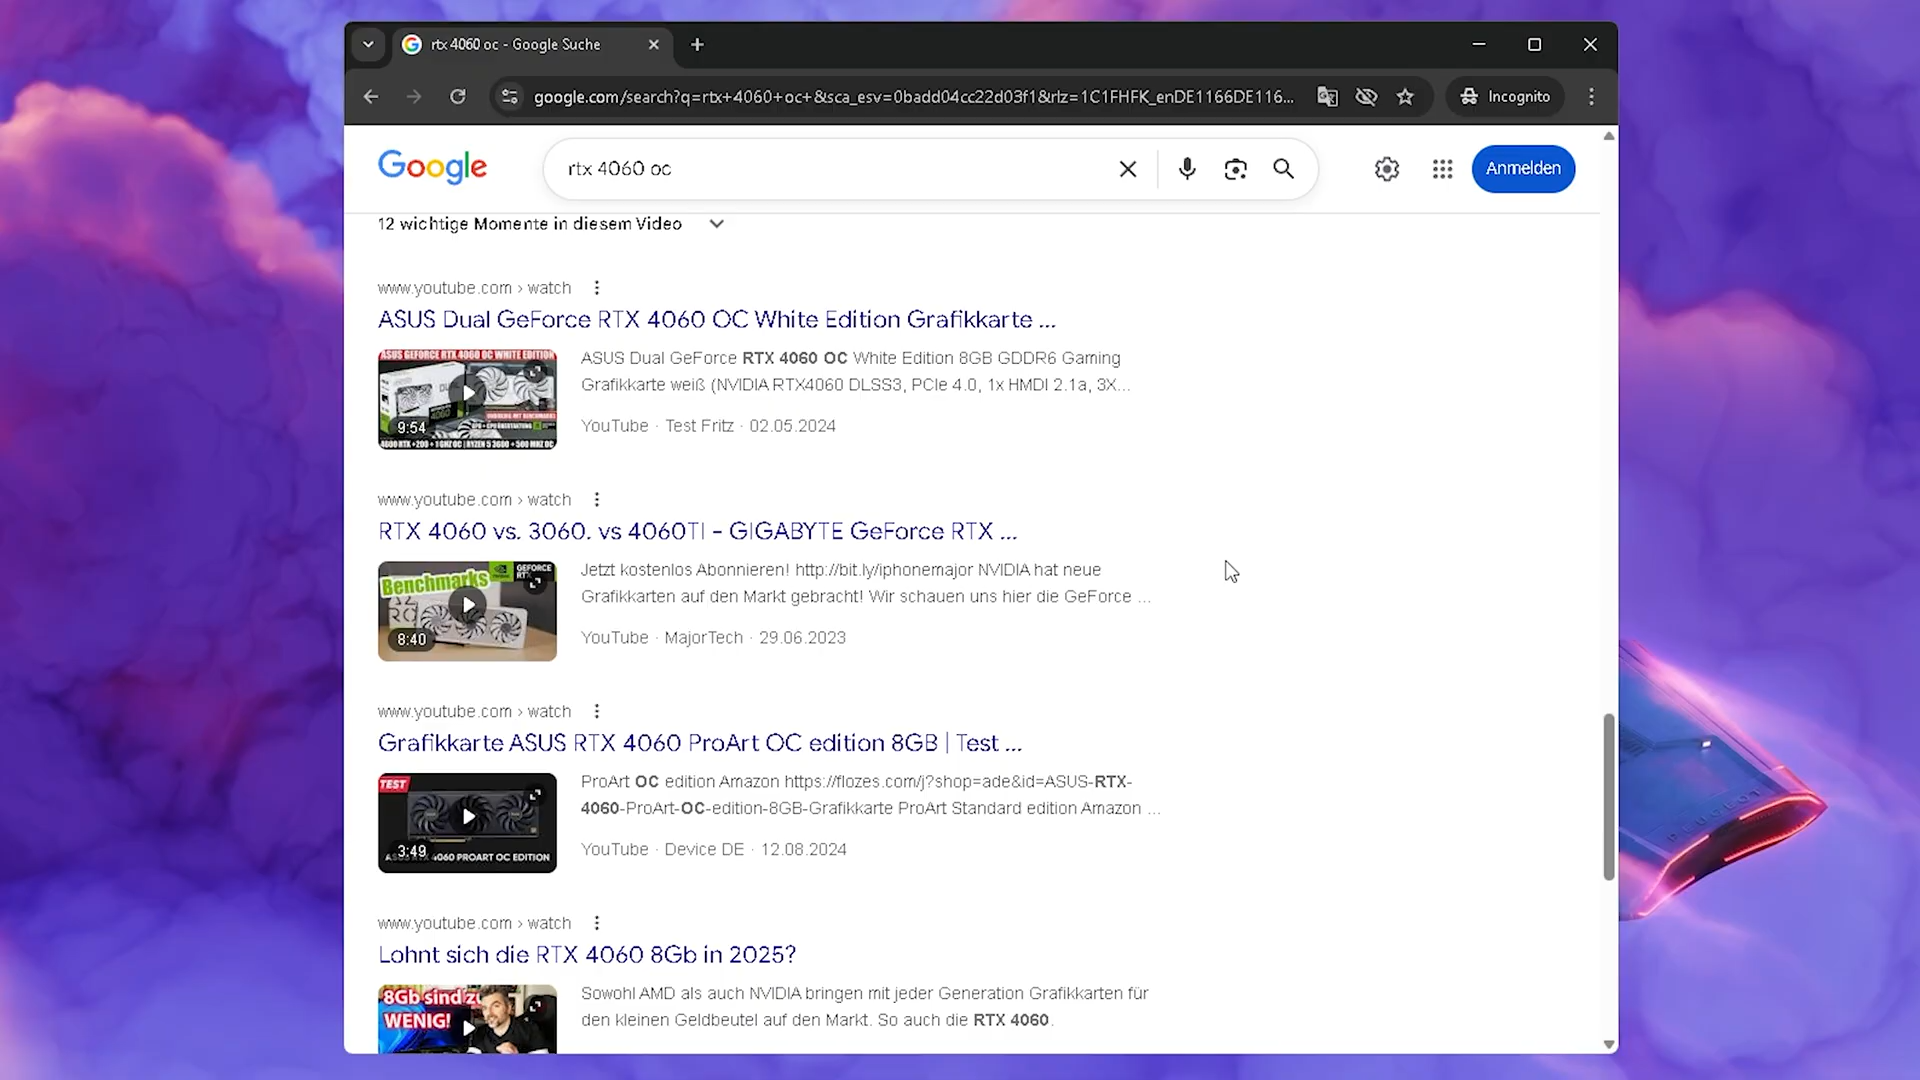 rtx 4060 oc - Google Suche
google.com/search?q=rtx+4060+oc+&sca_esv=0badd04cc22d03f1&rlz=1C1FHFK_enDE1166DE116...
Incognito
Google
rtx 4060 oc
Anmelden
12 wichtige Momente in diesem Video
www.youtube.com › watch
ASUS Dual GeForce RTX 4060 OC White Edition Grafikkarte ...
ASUS GEFORCE RTX 4060 OC WHITE EDITION
9:54
ASUS Dual GeForce RTX 4060 OC White Edition 8GB GDDR6 Gaming
Grafikkarte weiß (NVIDIA RTX4060 DLSS3, PCIe 4.0, 1x HMDI 2.1a, 3X...
YouTube · Test Fritz · 02.05.2024
www.youtube.com › watch
RTX 4060 vs. 3060. vs 4060TI - GIGABYTE GeForce RTX ...
Benchmarks
GEFORCE
RTX
8:40
Jetzt kostenlos Abonnieren! http://bit.ly/iphonemajor NVIDIA hat neue
Grafikkarten auf den Markt gebracht! Wir schauen uns hier die GeForce ...
YouTube · MajorTech · 29.06.2023
www.youtube.com › watch
Grafikkarte ASUS RTX 4060 ProArt OC edition 8GB | Test ...
TEST
3:49
4060 PROART OC EDITION
ProArt OC edition Amazon https://flozes.com/j?shop=ade&id=ASUS-RTX-
4060-ProArt-OC-edition-8GB-Grafikkarte ProArt Standard edition Amazon ...
YouTube · Device DE · 12.08.2024
www.youtube.com › watch
Lohnt sich die RTX 4060 8Gb in 2025?
8Gb sind zu
WENIG!
Sowohl AMD als auch NVIDIA bringen mit jeder Generation Grafikkarten für
den kleinen Geldbeutel auf den Markt. So auch die RTX 4060.